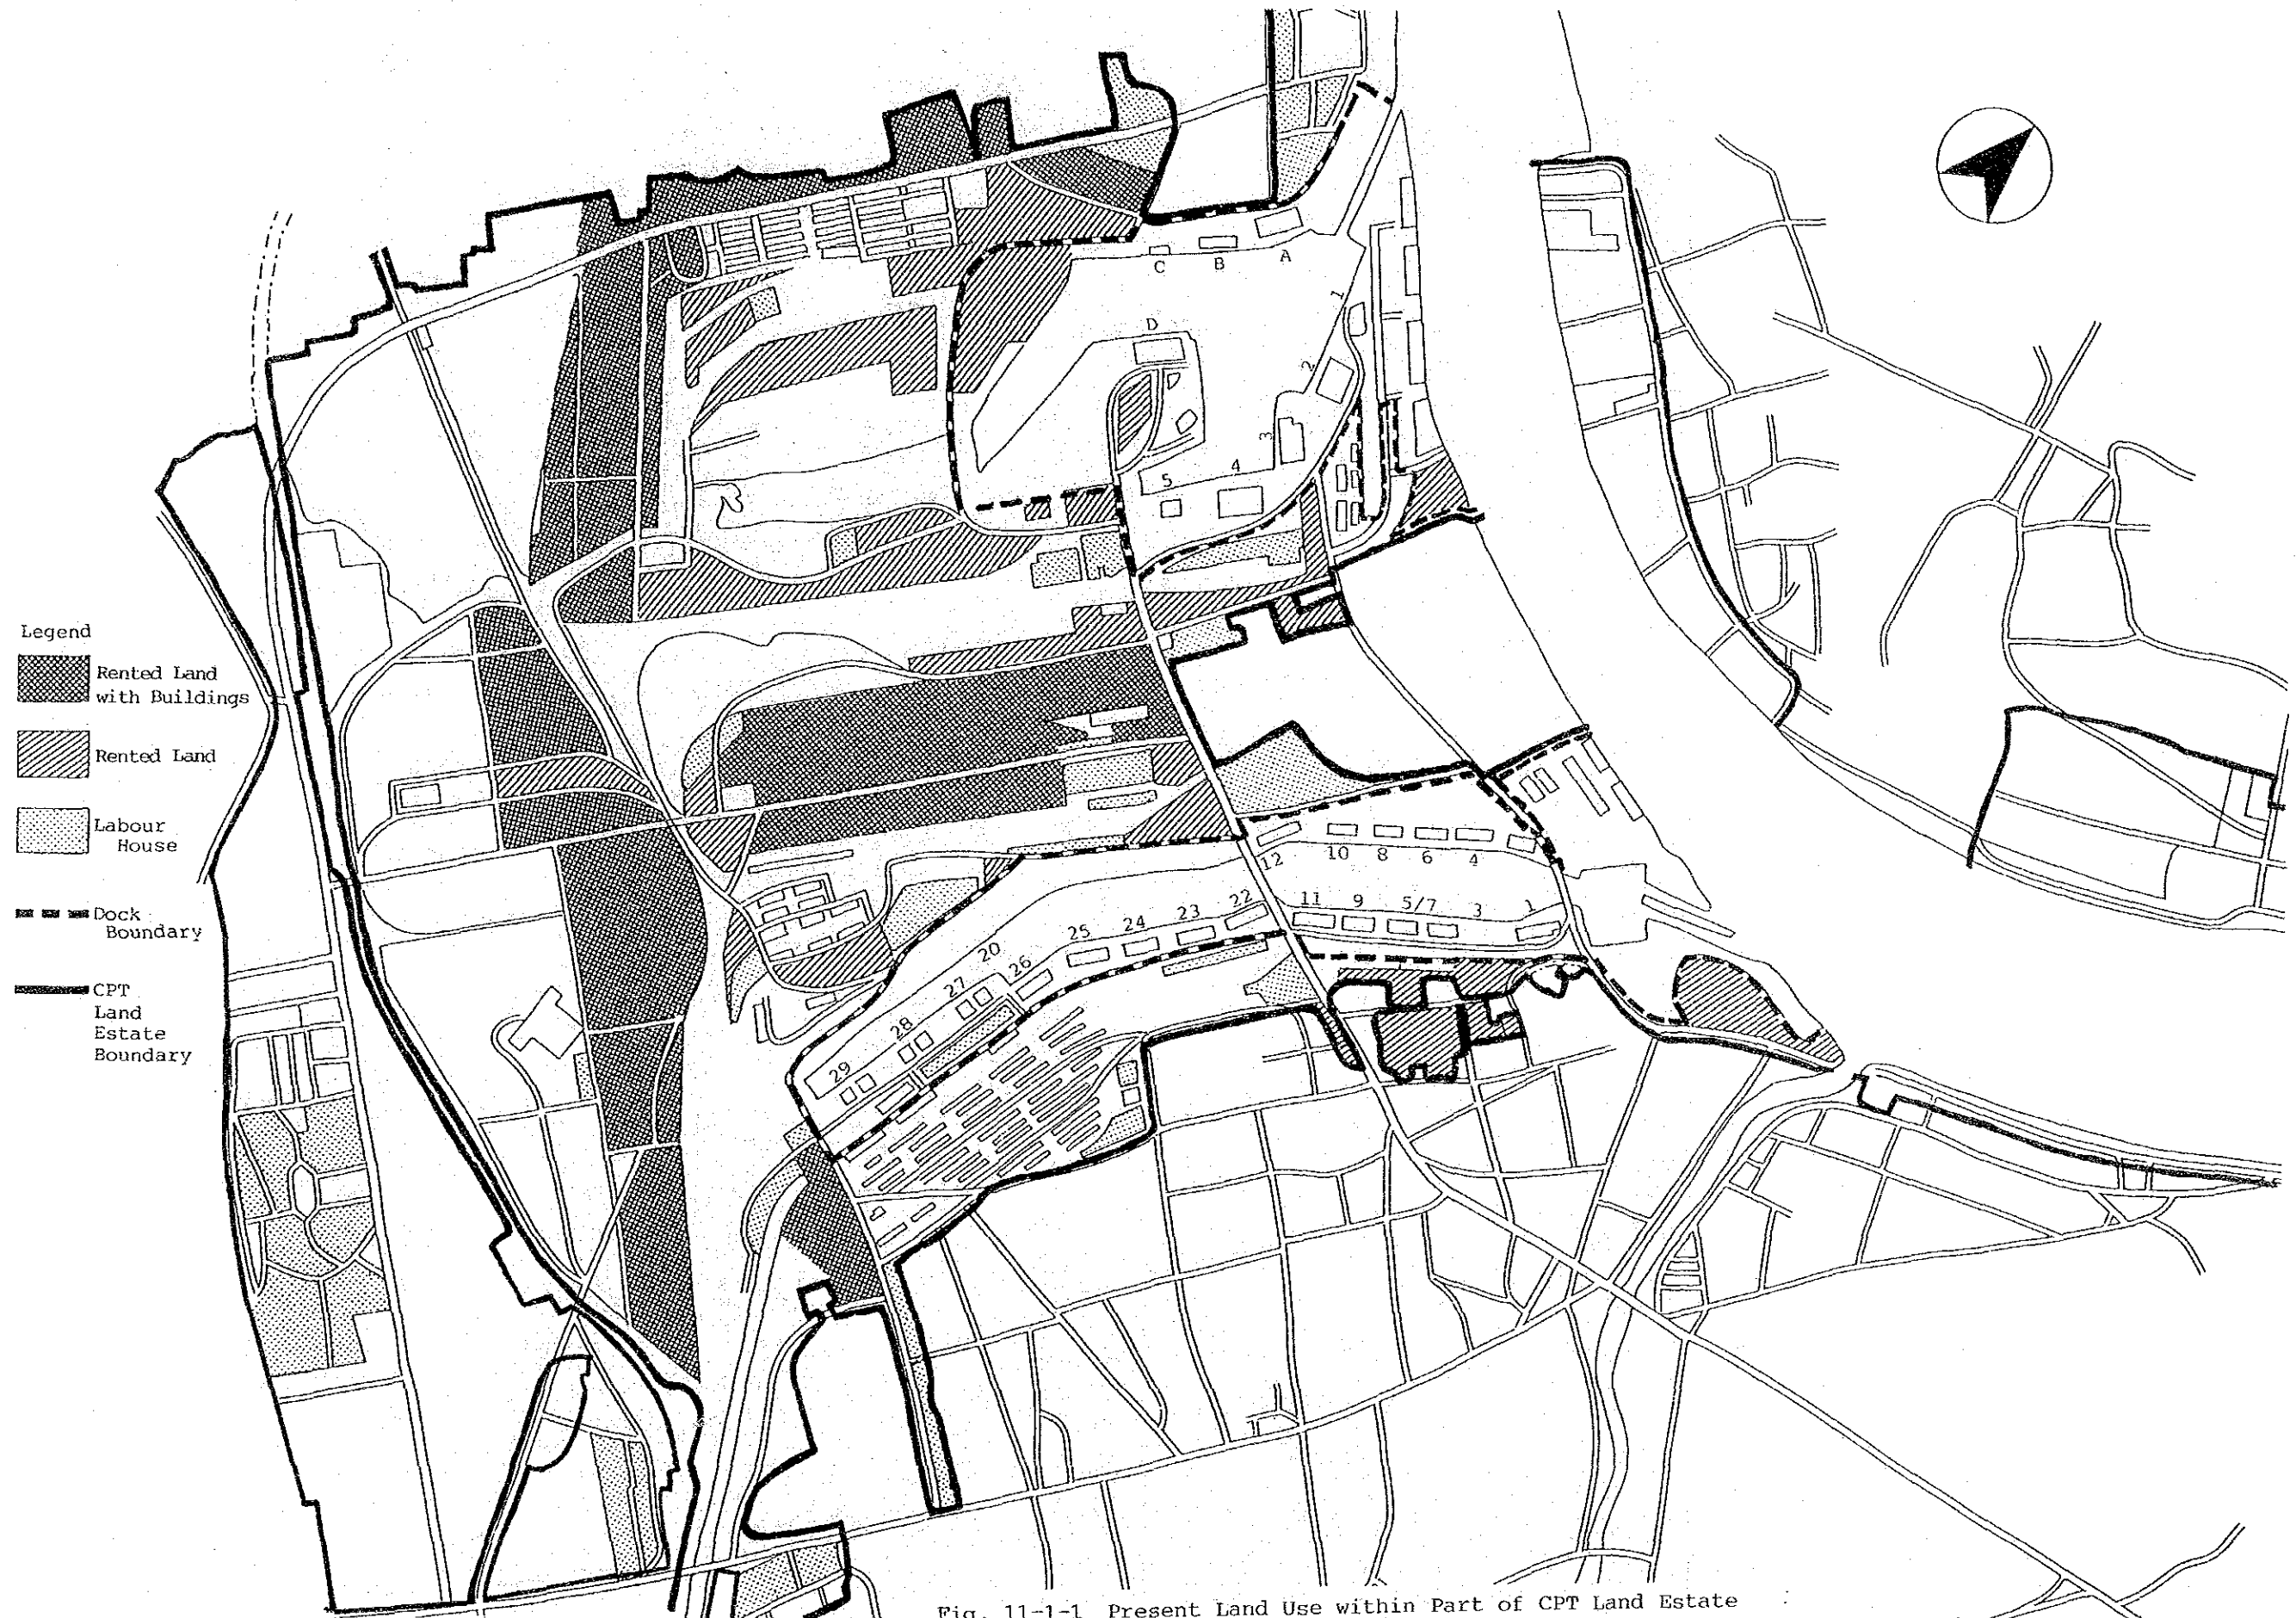 C
B
A
1
D
2
3
4
5
Legend
Rented Land
with Buildings
Rented Land
Labour
House
Dock
Boundary
CPT
Land
Estate
Boundary
12
10
8
6
4
11
9
5/7
3
1
22
23
24
25
20
26
27
28
29
Fig. 11-1-1 Present Land Use within Part of CPT Land Estate